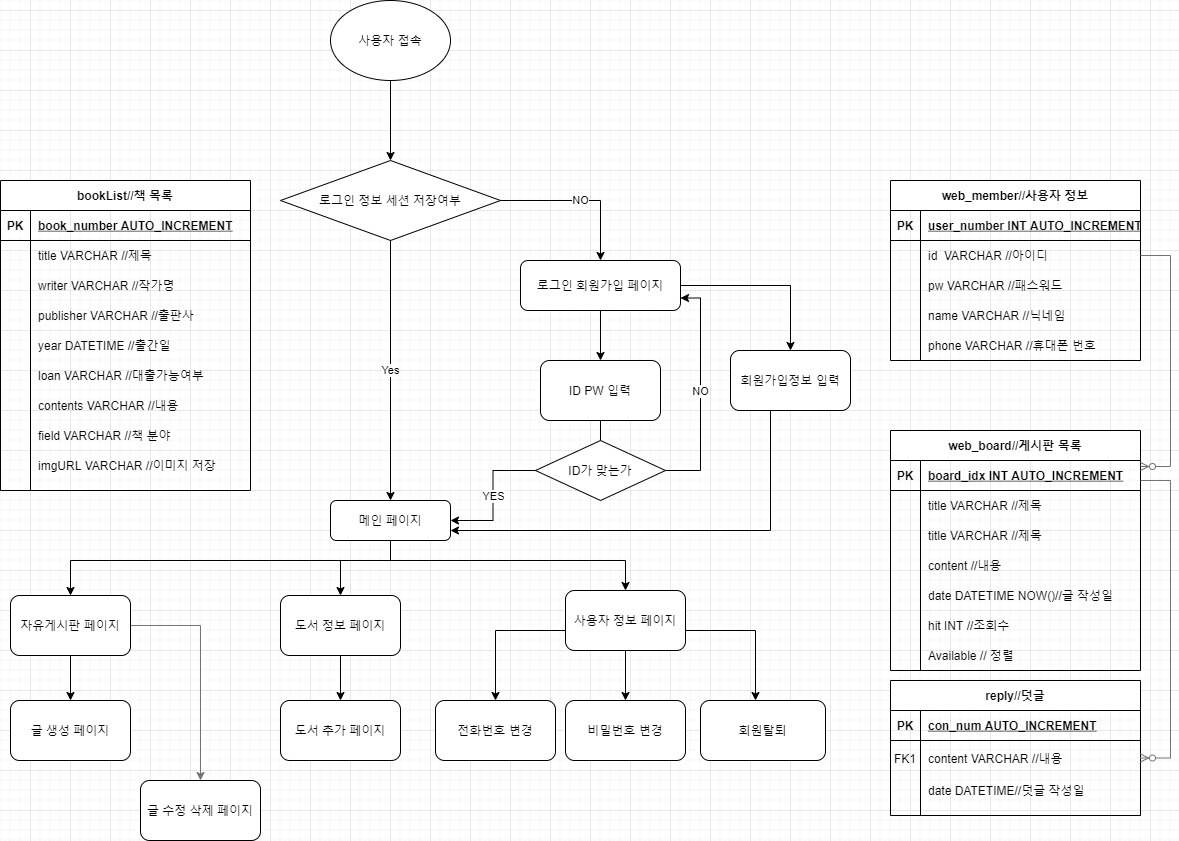 사용자 접속
로그인 정보 세션 저장여부
NO
로그인 회원가입 페이지
ID PW 입력
회원가입정보 입력
NO
ID가 맞는가
YES
Yes
메인 페이지
자유게시판 페이지
도서 정보 페이지
사용자 정보 페이지
글 생성 페이지
도서 추가 페이지
전화번호 변경
비밀번호 변경
회원탈퇴
글 수정 삭제 페이지
bookList//책 목록
PK book_number AUTO_INCREMENT
title VARCHAR //제목
writer VARCHAR //작가명
publisher VARCHAR //출판사
year DATETIME //출간일
loan VARCHAR //대출가능여부
contents VARCHAR //내용
field VARCHAR //책 분야
imgURL VARCHAR //이미지 저장
web_member//사용자 정보
PK user_number INT AUTO_INCREMENT
id VARCHAR //아이디
pw VARCHAR //패스워드
name VARCHAR //닉네임
phone VARCHAR //휴대폰 번호
web_board//게시판 목록
PK board_idx INT AUTO_INCREMENT
title VARCHAR //제목
title VARCHAR //제목
content //내용
date DATETIME NOW()//글 작성일
hit INT //조회수
Available // 정렬
reply//덧글
PK con_num AUTO_INCREMENT
FK1 content VARCHAR //내용
date DATETIME//덧글 작성일